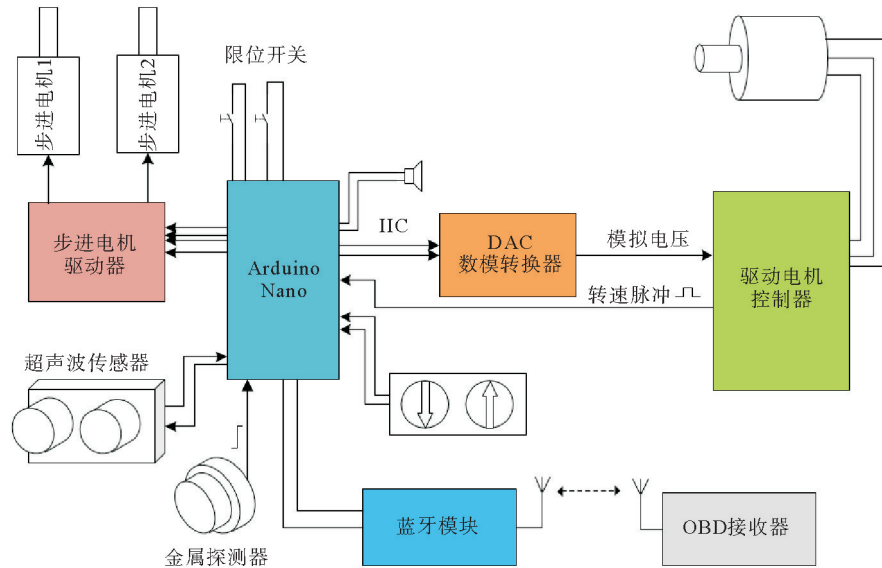 限位开关
步进电机1
步进电机2
步进电机
驱动器
Arduino
Nano
IIC
DAC
数模转换器
模拟电压
转速脉冲
驱动电机
控制器
超声波传感器
金属探测器
蓝牙模块
OBD接收器